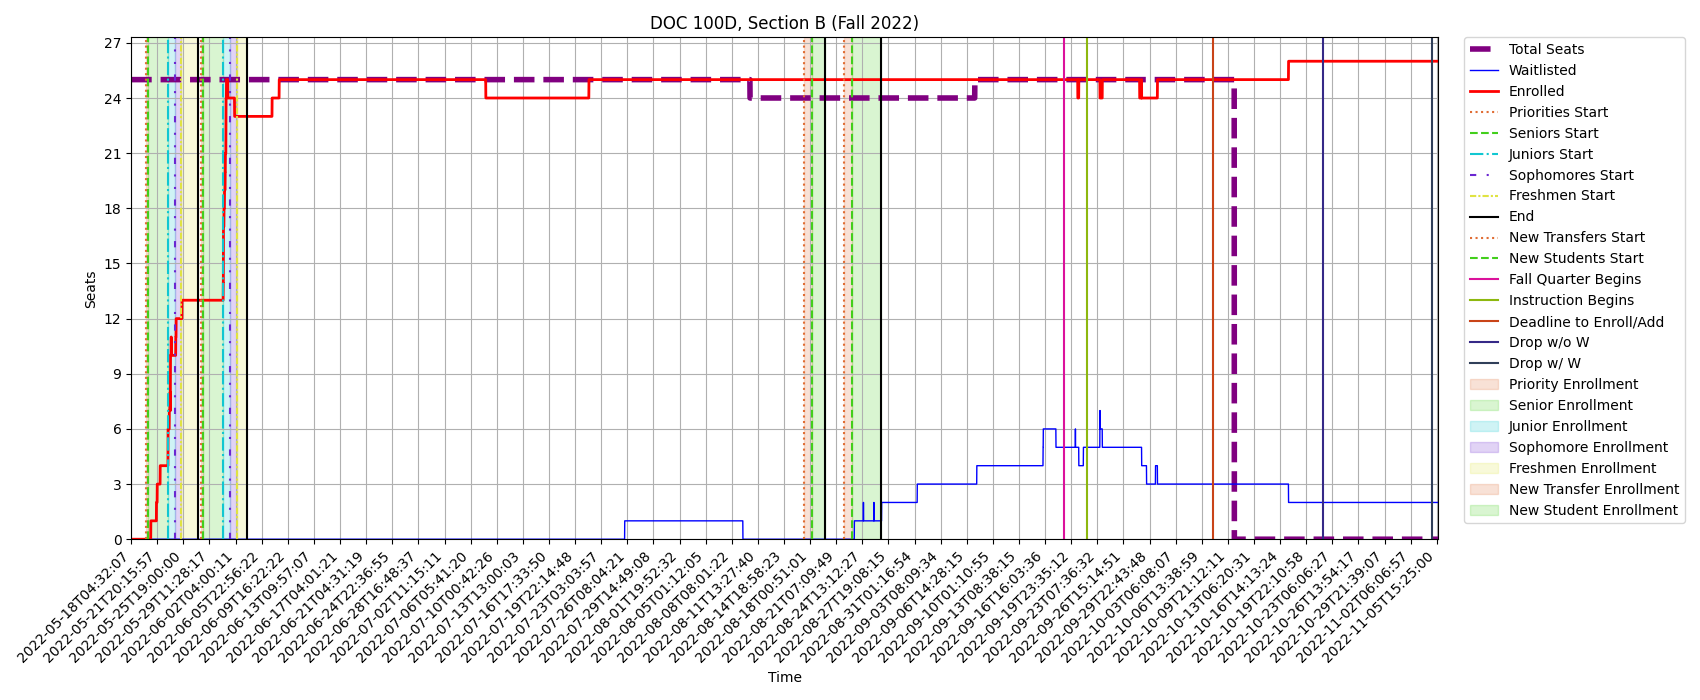 DOC 100D, Section B (Fall 2022)
27
24
21
18
15
12
9
6
3
0
Seats
2022-05-18T04:32:07
2022-05-21T20:15:57
2022-05-25T19:00:00
2022-05-29T11:28:17
2022-06-02T04:00:11
2022-06-05T22:56:22
2022-06-09T16:22:22
2022-06-13T09:57:07
2022-06-17T04:01:21
2022-06-21T04:31:19
2022-06-24T22:36:55
2022-06-28T16:48:37
2022-07-02T11:15:11
2022-07-06T05:41:20
2022-07-10T00:42:26
2022-07-13T13:00:03
2022-07-16T17:33:50
2022-07-19T22:14:48
2022-07-23T03:03:57
2022-07-26T08:04:21
2022-07-29T14:49:08
2022-08-01T19:52:32
2022-08-05T01:12:05
2022-08-08T08:01:22
2022-08-11T13:27:40
2022-08-14T18:58:23
2022-08-18T00:51:01
2022-08-21T07:09:49
2022-08-24T13:12:27
2022-08-27T19:08:15
2022-08-31T01:16:54
2022-09-03T08:09:34
2022-09-06T14:28:15
2022-09-10T01:10:55
2022-09-13T08:38:15
2022-09-16T16:03:36
2022-09-19T23:35:12
2022-09-23T07:36:32
2022-09-26T15:14:51
2022-09-29T22:43:48
2022-10-03T06:08:07
2022-10-06T13:38:59
2022-10-09T21:12:11
2022-10-13T06:20:31
2022-10-16T14:13:24
2022-10-19T22:10:58
2022-10-23T06:06:27
2022-10-26T13:54:17
2022-10-29T21:39:07
2022-11-02T06:06:57
2022-11-05T15:25:00
Time
Total Seats
Waitlisted
Enrolled
Priorities Start
Seniors Start
Juniors Start
Sophomores Start
Freshmen Start
End
New Transfers Start
New Students Start
Fall Quarter Begins
Instruction Begins
Deadline to Enroll/Add
Drop w/o W
Drop w/ W
Priority Enrollment
Senior Enrollment
Junior Enrollment
Sophomore Enrollment
Freshmen Enrollment
New Transfer Enrollment
New Student Enrollment